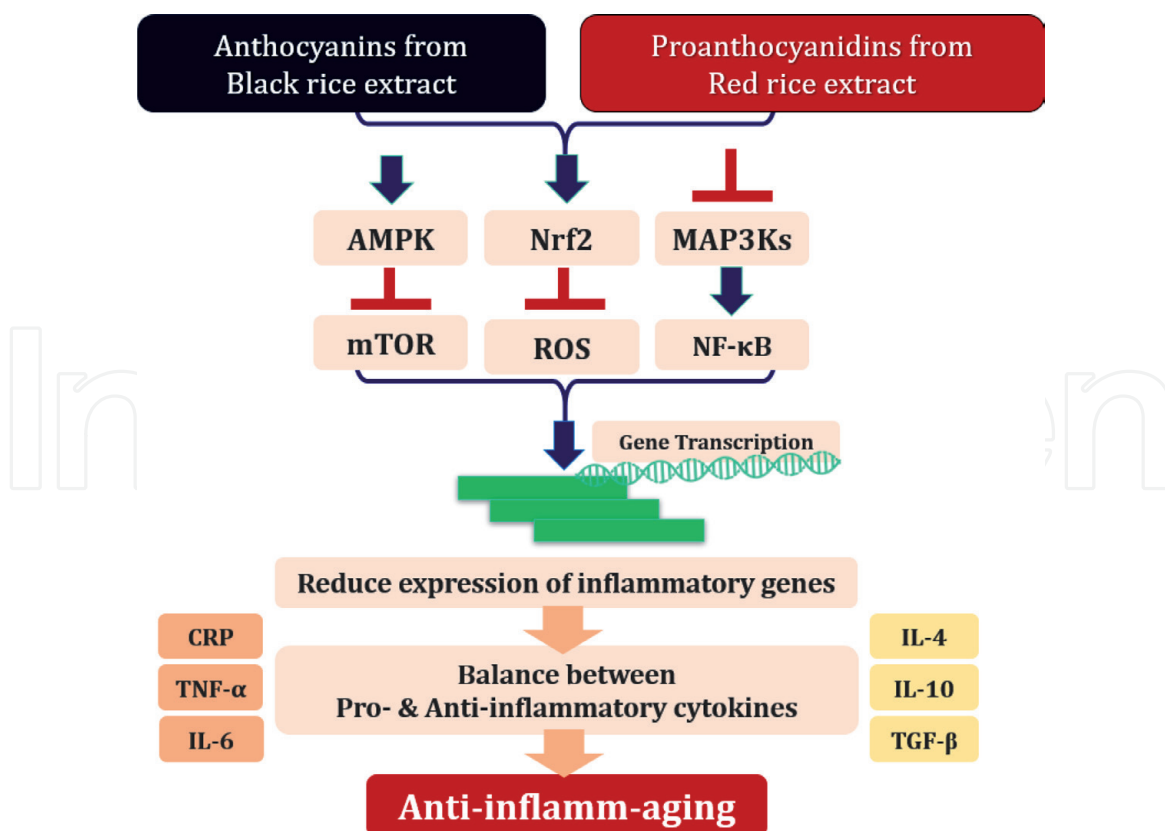 Anthocyanins from
Black rice extract
Proanthocyanidins from
Red rice extract
AMPK
Nrf2
MAP3Ks
mTOR
ROS
NF-κB
Gene Transcription
Reduce expression of inflammatory genes
CRP
TNF-α
IL-6
Balance between
Pro- & Anti-inflammatory cytokines
IL-4
IL-10
TGF-β
Anti-inflamm-aging